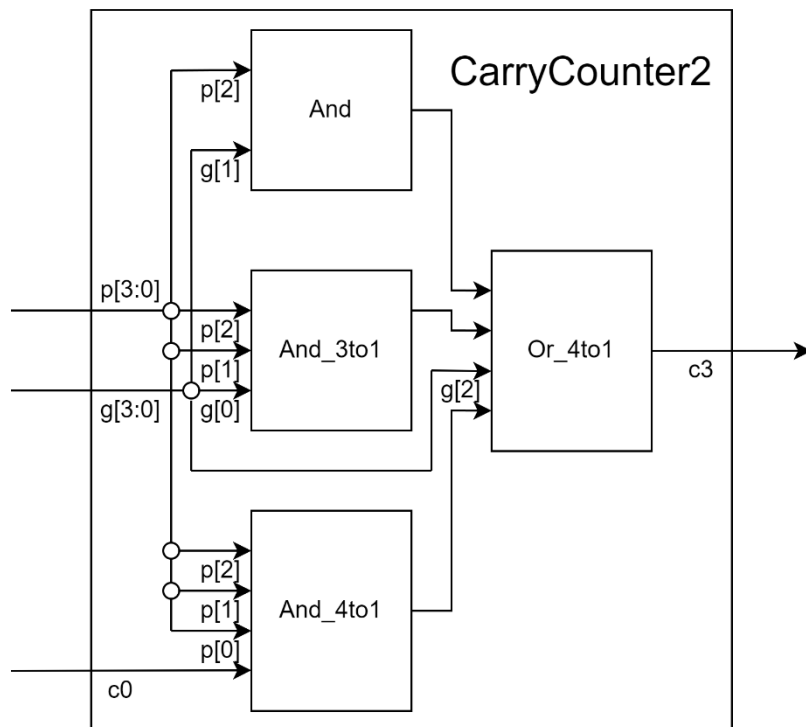 CarryCounter2
p[2]
And
g[1]
p[3:0]
p[2]
And_3to1
Or_4to1
p[1]
c3
g[3:0]
g[0]
g[2]
p[2]
p[1]
And_4to1
p[0]
c0